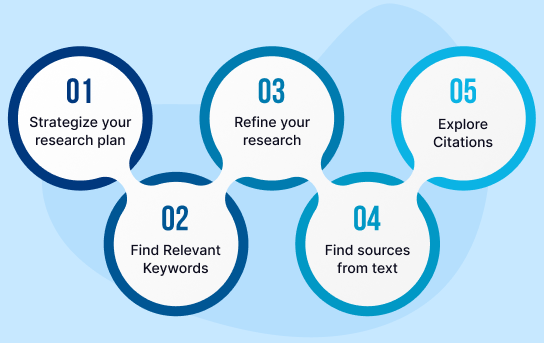 01
Strategize your
research plan
02
Find Relevant
Keywords
03
Refine your
research
04
Find sources
from text
05
Explore
Citations